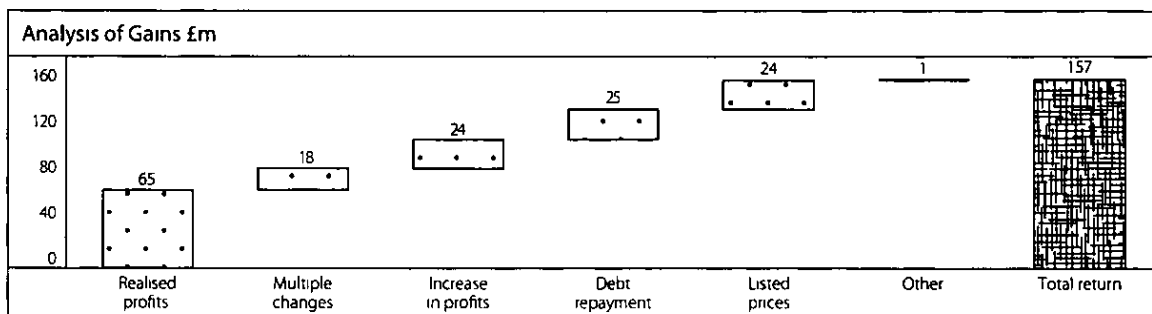 Analysis of Gains £m
160
120
80
40
0
65
18
24
25
24
1
157
Realised
profits
Multiple
changes
Increase
in profits
Debt
repayment
Listed
prices
Other
Total return